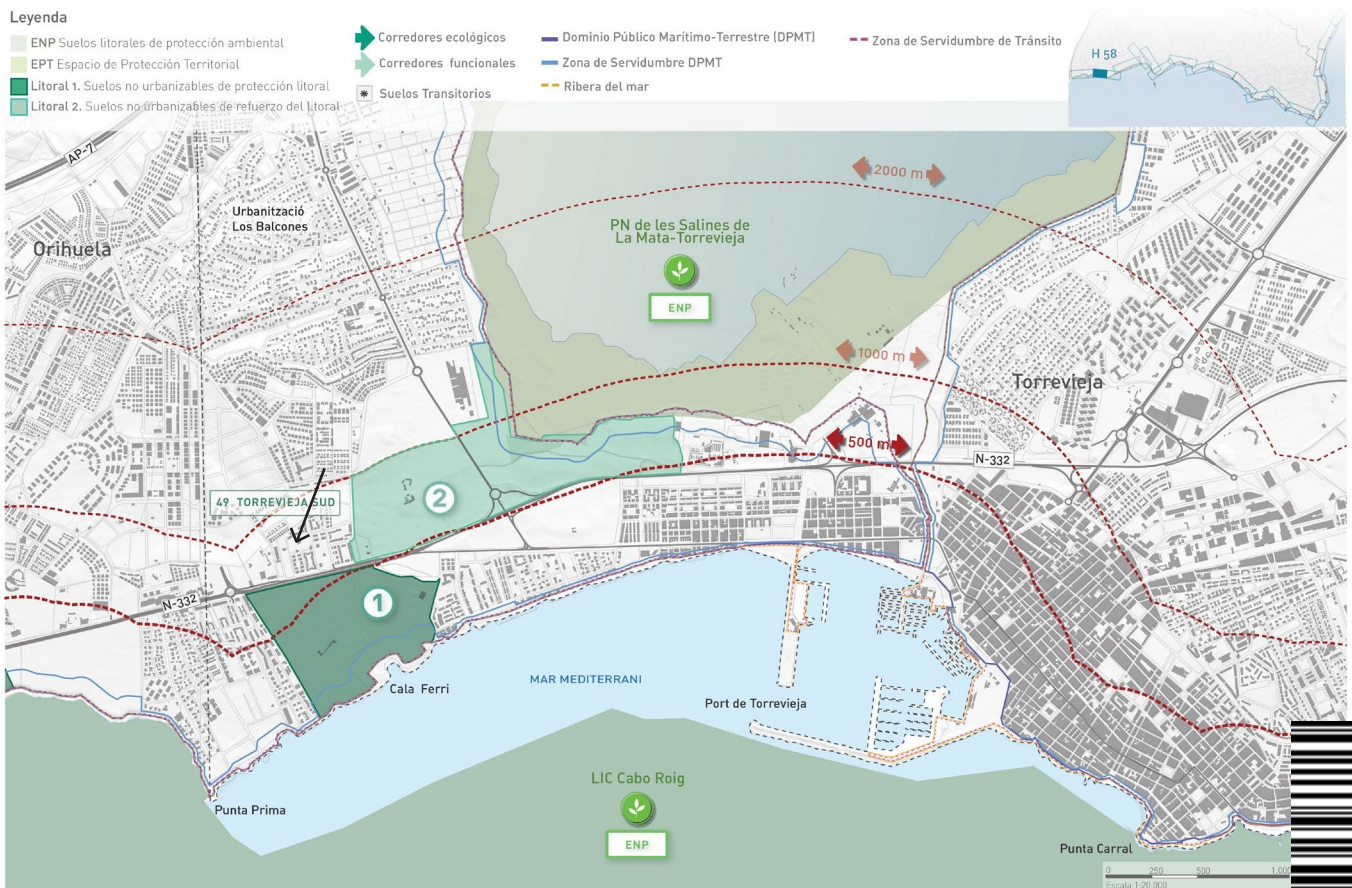 Leyenda
ENP Suelos litorales de protección ambiental
EPT Espacio de Protección Territorial
Litoral 1. Suelos no urbanizables de protección litoral
Litoral 2. Suelos no urbanizables de refuerzo del litoral
Corredores ecológicos
Corredores funcionales
Suelos Transitorios
Dominio Público Marítimo-Terrestre (DPMT)
Zona de Servidumbre DPMT
Ribera del mar
Zona de Servidumbre de Tránsito
H 58
AP-7
Urbanització
Los Balcones
Orihuela
2000 m
PN de les Salines de
La Mata-Torrevieja
ENP
1000 m
Torrevieja
500 m
N-332
49 TORREVIEJA SUD
2
N-332
1
Cala Ferri
MAR MEDITERRANI
Port de Torrevieja
LIC Cabo Roig
ENP
Punta Prima
Punta Carral
0 250 500 1.000
Escala 1:20.000